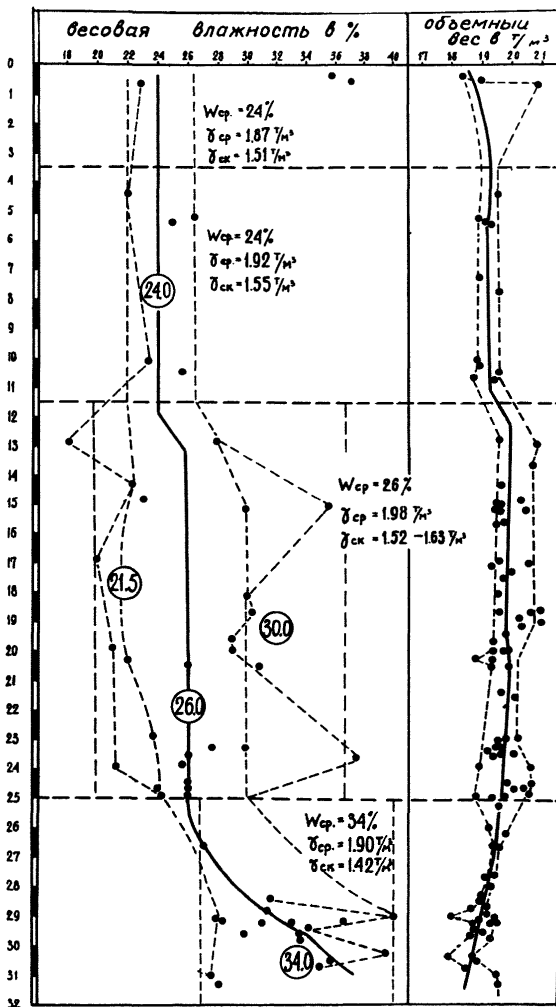 весовая влажность в %
объемный
вес в т/м³
18 20 22 24 26 28 30 32 34 36 38 40
17 18 19 20 21
0
1
2
3
4
5
6
7
8
9
10
11
12
13
14
15
16
17
18
19
20
21
22
23
24
25
26
27
28
29
30
31
Wср. = 24%
γср = 1.87 т/м³
γск = 1.51 т/м³
Wср. = 24%
γср. = 1.92 т/м³
γск = 1.55 т/м³
24.0
Wср = 26%
γср = 1.98 т/м³
γск = 1.52 – 1.63 т/м³
21.5
30.0
26.0
Wср. = 34%
γср. = 1.90 т/м³
γск = 1.42 т/м³
34.0